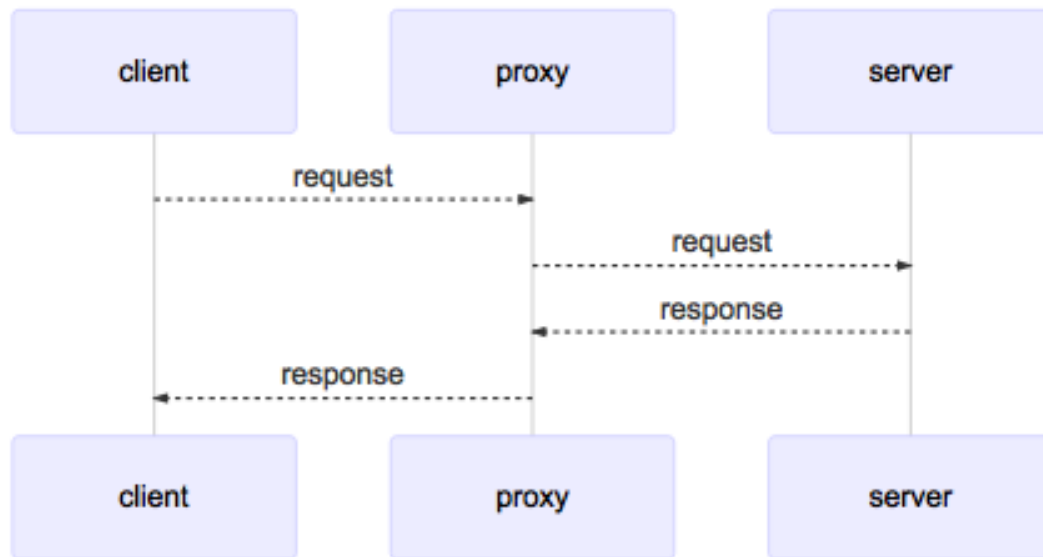 client
proxy
server
request
request
response
response
client
proxy
server